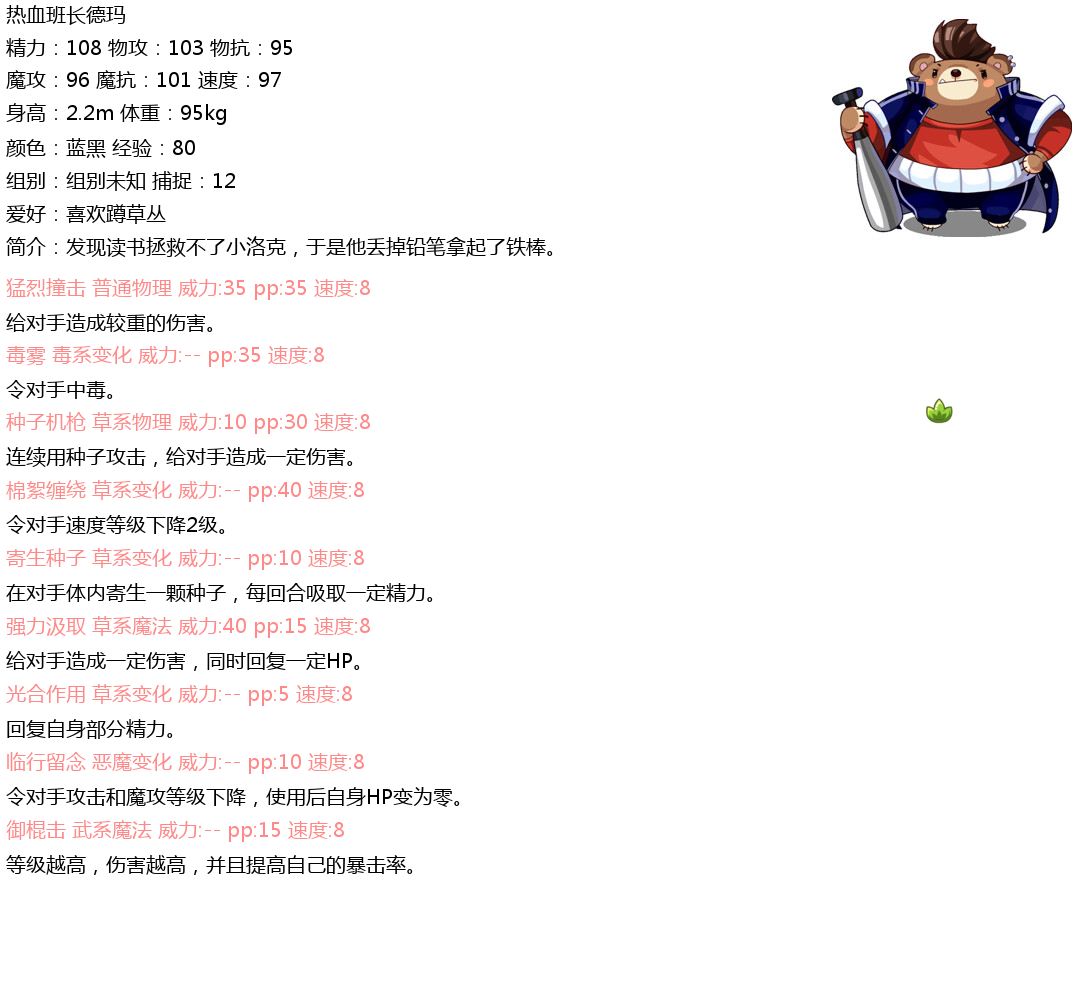 热血班长德玛
精力：108 物攻：103 物抗：95
魔攻：96 魔抗：101 速度：97
身高：2.2m 体重：95kg
颜色：蓝黑 经验：80
组别：组别未知 捕捉：12
爱好：喜欢蹲草丛
简介：发现读书拯救不了小洛克，于是他丢掉铅笔拿起了铁棒。
猛烈撞击 普通物理 威力:35 pp:35 速度:8
给对手造成较重的伤害。
毒雾 毒系变化 威力:-- pp:35 速度:8
令对手中毒。
种子机枪 草系物理 威力:10 pp:30 速度:8
连续用种子攻击，给对手造成一定伤害。
棉絮缠绕 草系变化 威力:-- pp:40 速度:8
令对手速度等级下降2级。
寄生种子 草系变化 威力:-- pp:10 速度:8
在对手体内寄生一颗种子，每回合吸取一定精力。
强力汲取 草系魔法 威力:40 pp:15 速度:8
给对手造成一定伤害，同时回复一定HP。
光合作用 草系变化 威力:-- pp:5 速度:8
回复自身部分精力。
临行留念 恶魔变化 威力:-- pp:10 速度:8
令对手攻击和魔攻等级下降，使用后自身HP变为零。
御棍击 武系魔法 威力:-- pp:15 速度:8
等级越高，伤害越高，并且提高自己的暴击率。